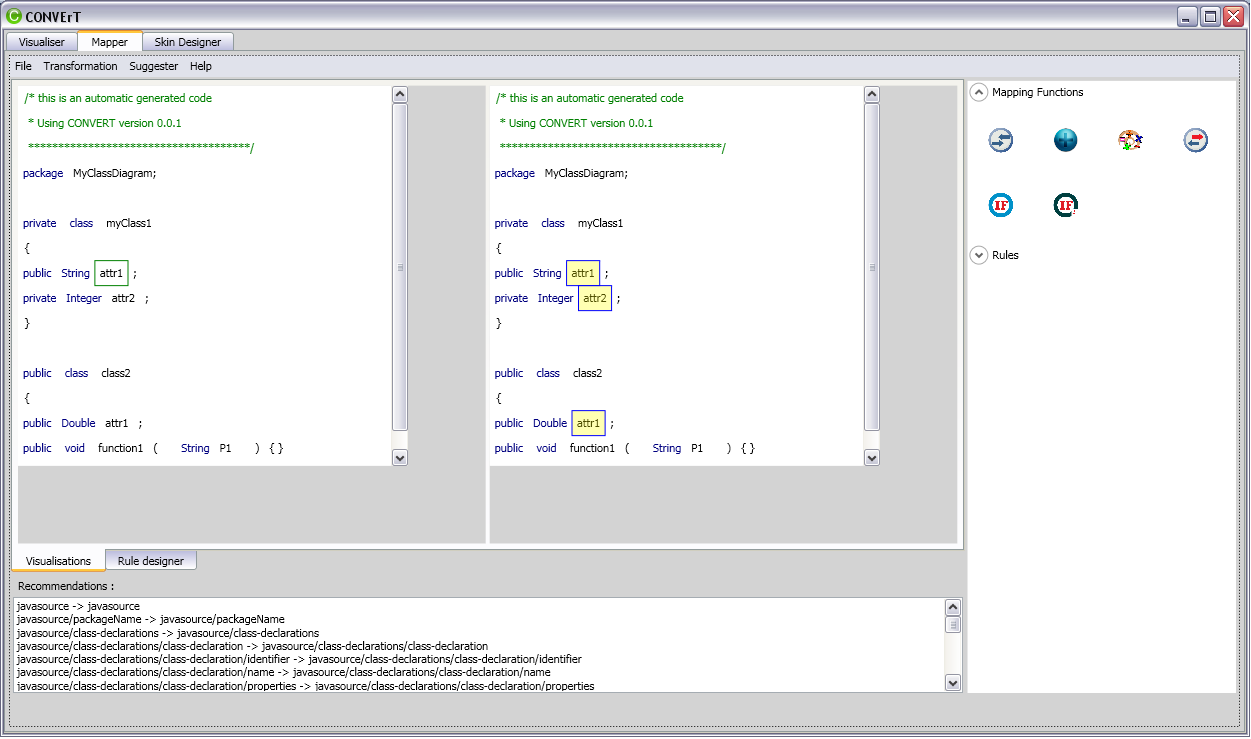 CONVErT
Visualiser Mapper Skin Designer
File Transformation Suggester Help
/* this is an automatic generated code
* Using CONVERT version 0.0.1
*************************************/
package MyClassDiagram;
private class myClass1
{
public String attr1 ;
private Integer attr2 ;
}
public class class2
{
public Double attr1 ;
public void function1 ( String P1 ) { }
/* this is an automatic generated code
* Using CONVERT version 0.0.1
*************************************/
package MyClassDiagram;
private class myClass1
{
public String attr1 ;
private Integer attr2 ;
}
public class class2
{
public Double attr1 ;
public void function1 ( String P1 ) { }
Mapping Functions
IF IF
Rules
Visualisations Rule designer
Recommendations :
javasource -> javasource
javasource/packageName -> javasource/packageName
javasource/class-declarations -> javasource/class-declarations
javasource/class-declarations/class-declaration -> javasource/class-declarations/class-declaration
javasource/class-declarations/class-declaration/identifier -> javasource/class-declarations/class-declaration/identifier
javasource/class-declarations/class-declaration/name -> javasource/class-declarations/class-declaration/name
javasource/class-declarations/class-declaration/properties -> javasource/class-declarations/class-declaration/properties